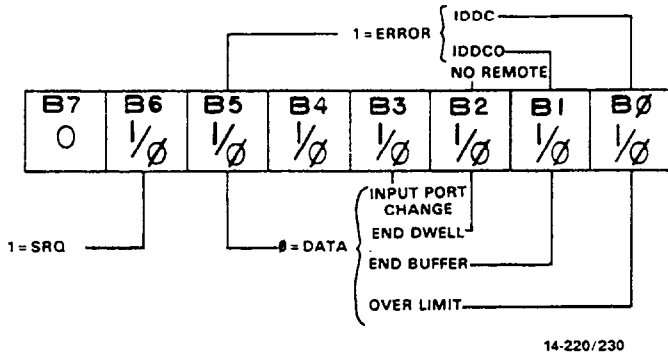 IDDC
1=ERROR
IDDCO
NO REMOTE
B7 B6 B5 B4 B3 B2 B1 BØ
0 1/Ø 1/Ø 1/Ø 1/Ø 1/Ø 1/Ø 1/Ø
INPUT PORT
CHANGE
END DWELL
1=SRQ
Ø=DATA
END BUFFER
OVER LIMIT
14-220/230